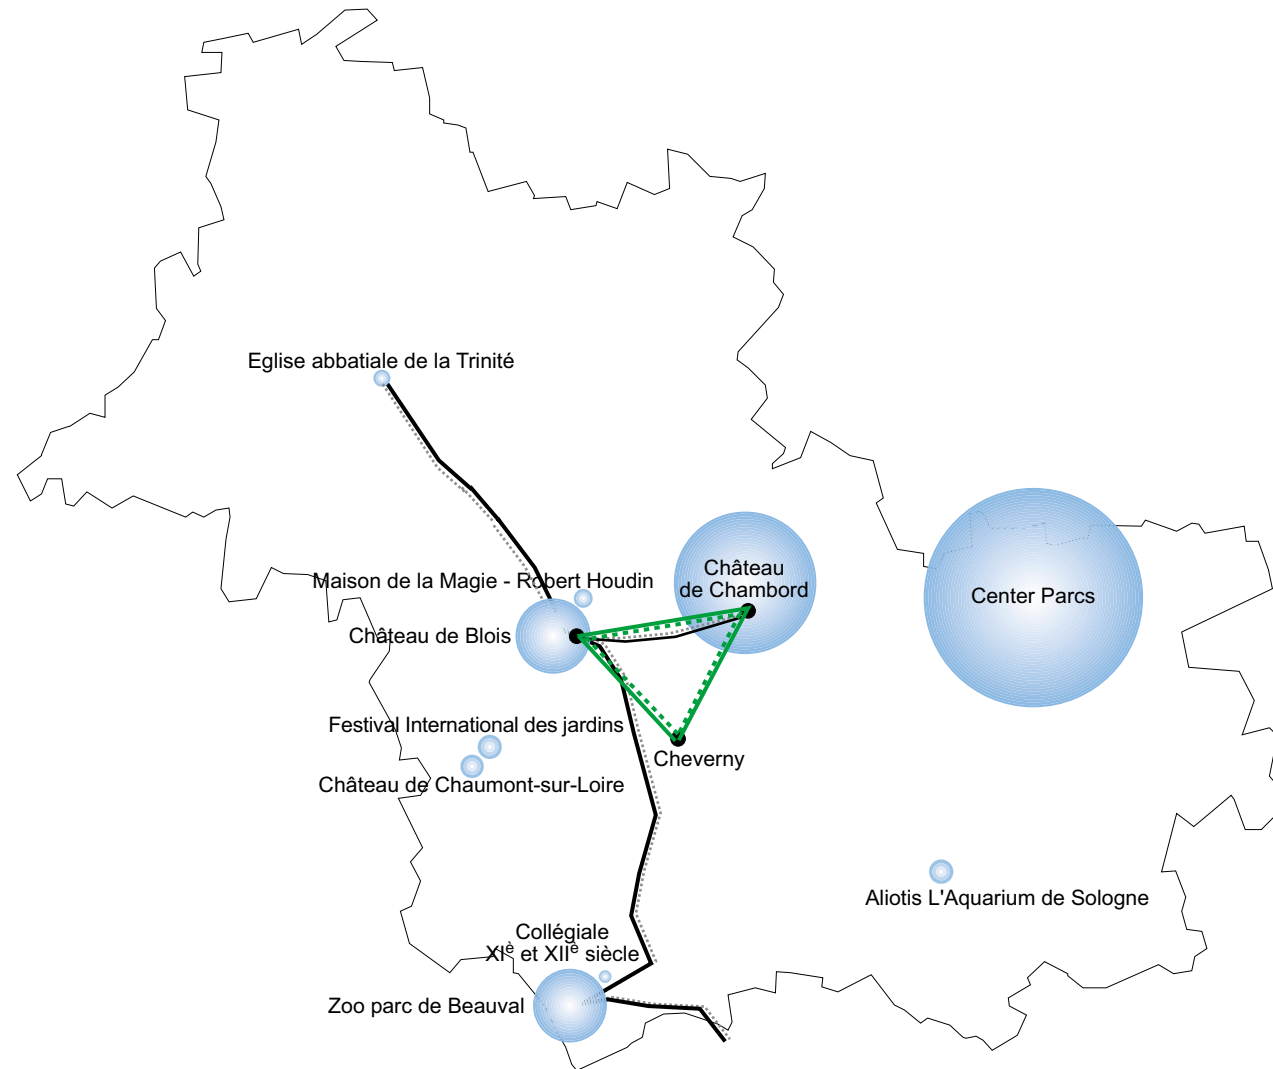 Eglise abbatiale de la Trinité
Maison de la Magie - Robert Houdin
Château
de Chambord
Center Parcs
Château de Blois
Festival International des jardins
Cheverny
Château de Chaumont-sur-Loire
Aliotis L'Aquarium de Sologne
Collégiale
XIè et XIIè siècle
Zoo parc de Beauval